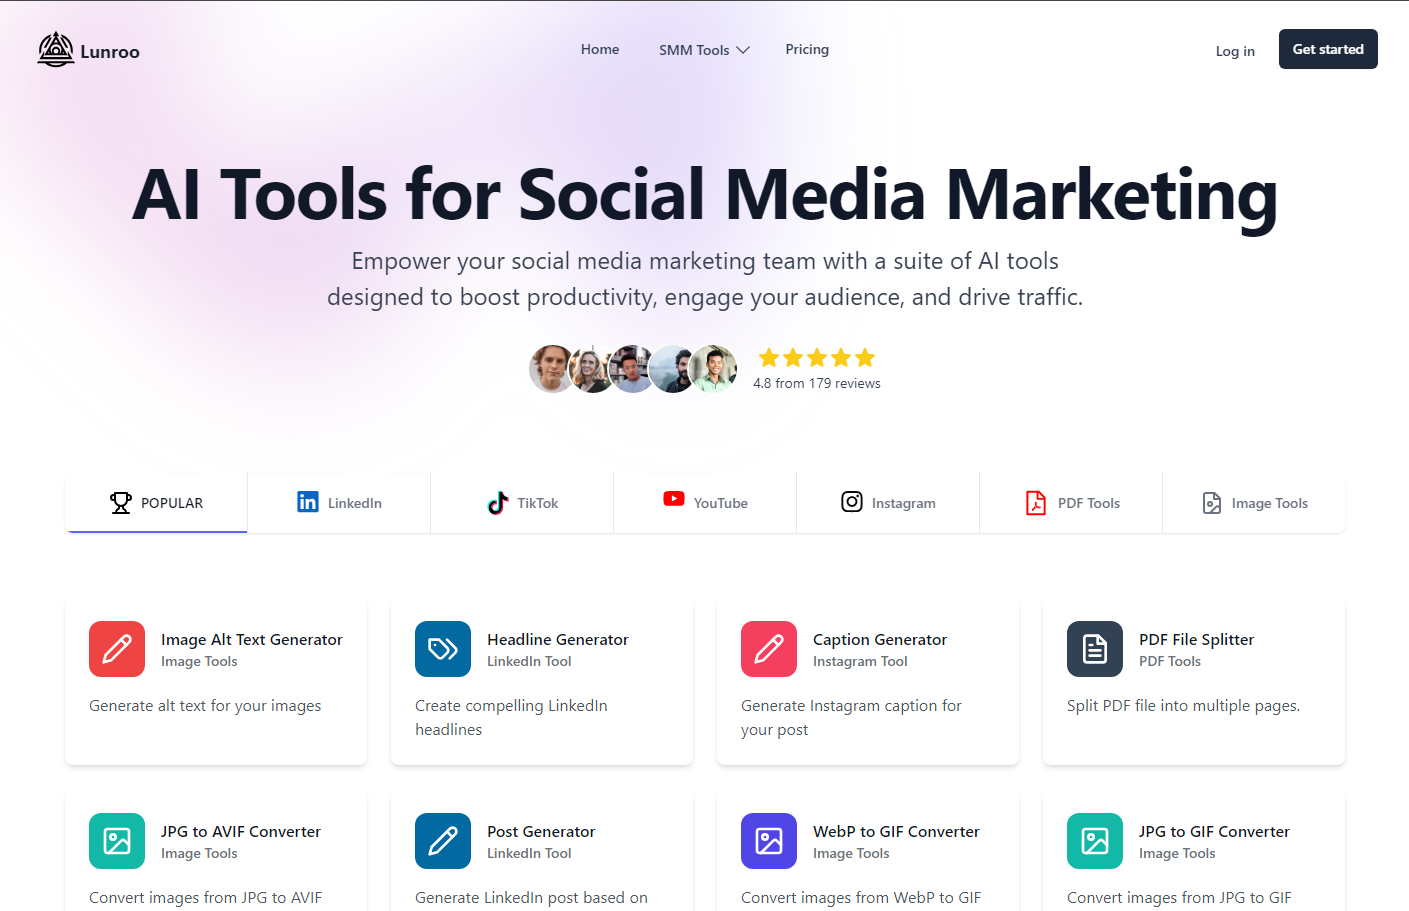 Lunroo
Home
SMM Tools
Pricing
Log in
Get started
AI Tools for Social Media Marketing
Empower your social media marketing team with a suite of AI tools
designed to boost productivity, engage your audience, and drive traffic.
4.8 from 179 reviews
POPULAR
LinkedIn
TikTok
YouTube
Instagram
PDF Tools
Image Tools
Image Alt Text Generator
Image Tools
Generate alt text for your images
Headline Generator
LinkedIn Tool
Create compelling LinkedIn
headlines
Caption Generator
Instagram Tool
Generate Instagram caption for
your post
PDF File Splitter
PDF Tools
Split PDF file into multiple pages.
JPG to AVIF Converter
Image Tools
Convert images from JPG to AVIF
Post Generator
LinkedIn Tool
Generate LinkedIn post based on
WebP to GIF Converter
Image Tools
Convert images from WebP to GIF
JPG to GIF Converter
Image Tools
Convert images from JPG to GIF